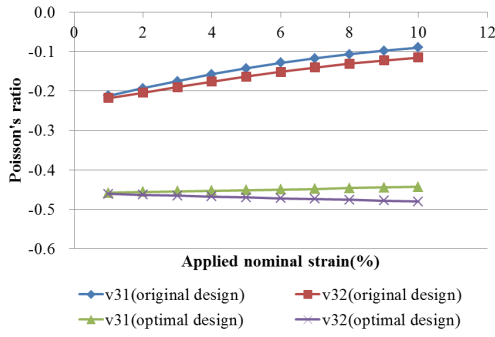 0.0
0 2 4 6 8 10 12
-0.1
-0.2
-0.3
-0.4
-0.5
-0.6
Poisson's ratio
Applied nominal strain(%)
v31(original design) v32(original design)
v31(optimal design) v32(optimal design)